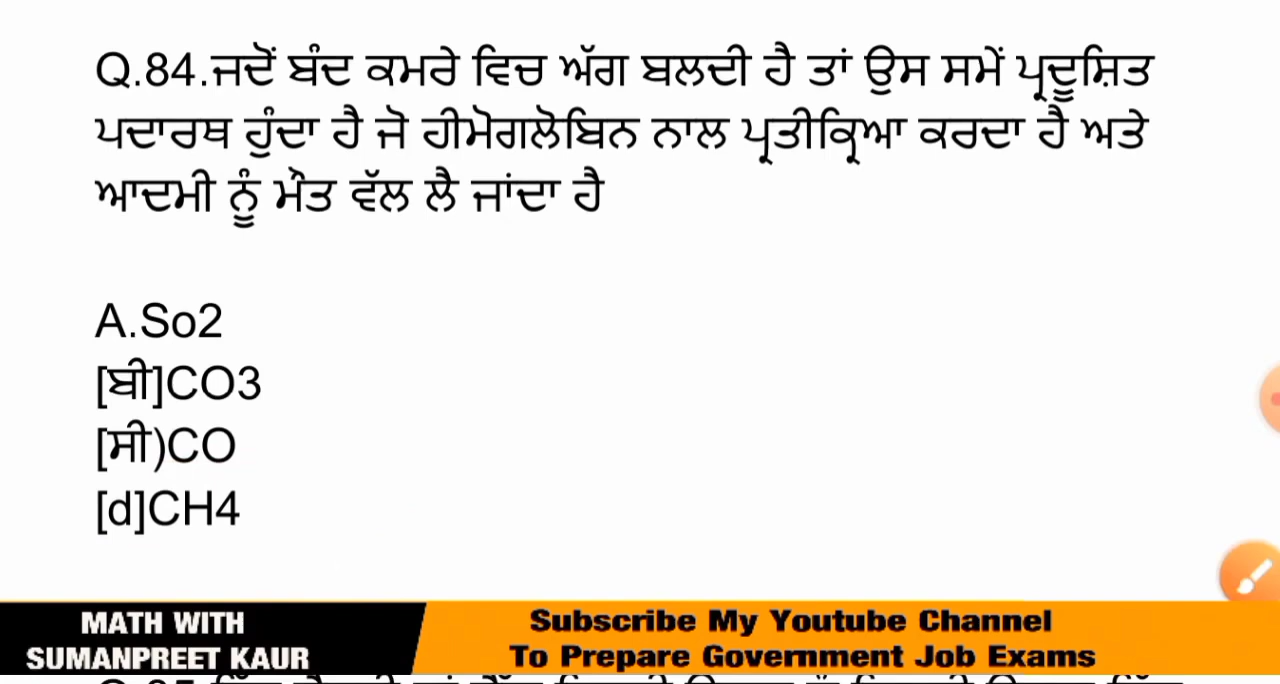 Q.84.ਜਦੋਂ ਬੰਦ ਕਮਰੇ ਵਿਚ ਅੱਗ ਬਲਦੀ ਹੈ ਤਾਂ ਉਸ ਸਮੇਂ ਪ੍ਰਦੂਸ਼ਿਤ
ਪਦਾਰਥ ਹੁੰਦਾ ਹੈ ਜੋ ਹੀਮੋਗਲੋਬਿਨ ਨਾਲ ਪ੍ਰਤੀਕ੍ਰਿਆ ਕਰਦਾ ਹੈ ਅਤੇ
ਆਦਮੀ ਨੂੰ ਮੌਤ ਵੱਲ ਲੈ ਜਾਂਦਾ ਹੈ
A.So2
[ਬੀ]CO3
[ਸੀ)CO
[d]CH4
MATH WITH
SUMANPREET KAUR
Subscribe My Youtube Channel
To Prepare Government Job Exams